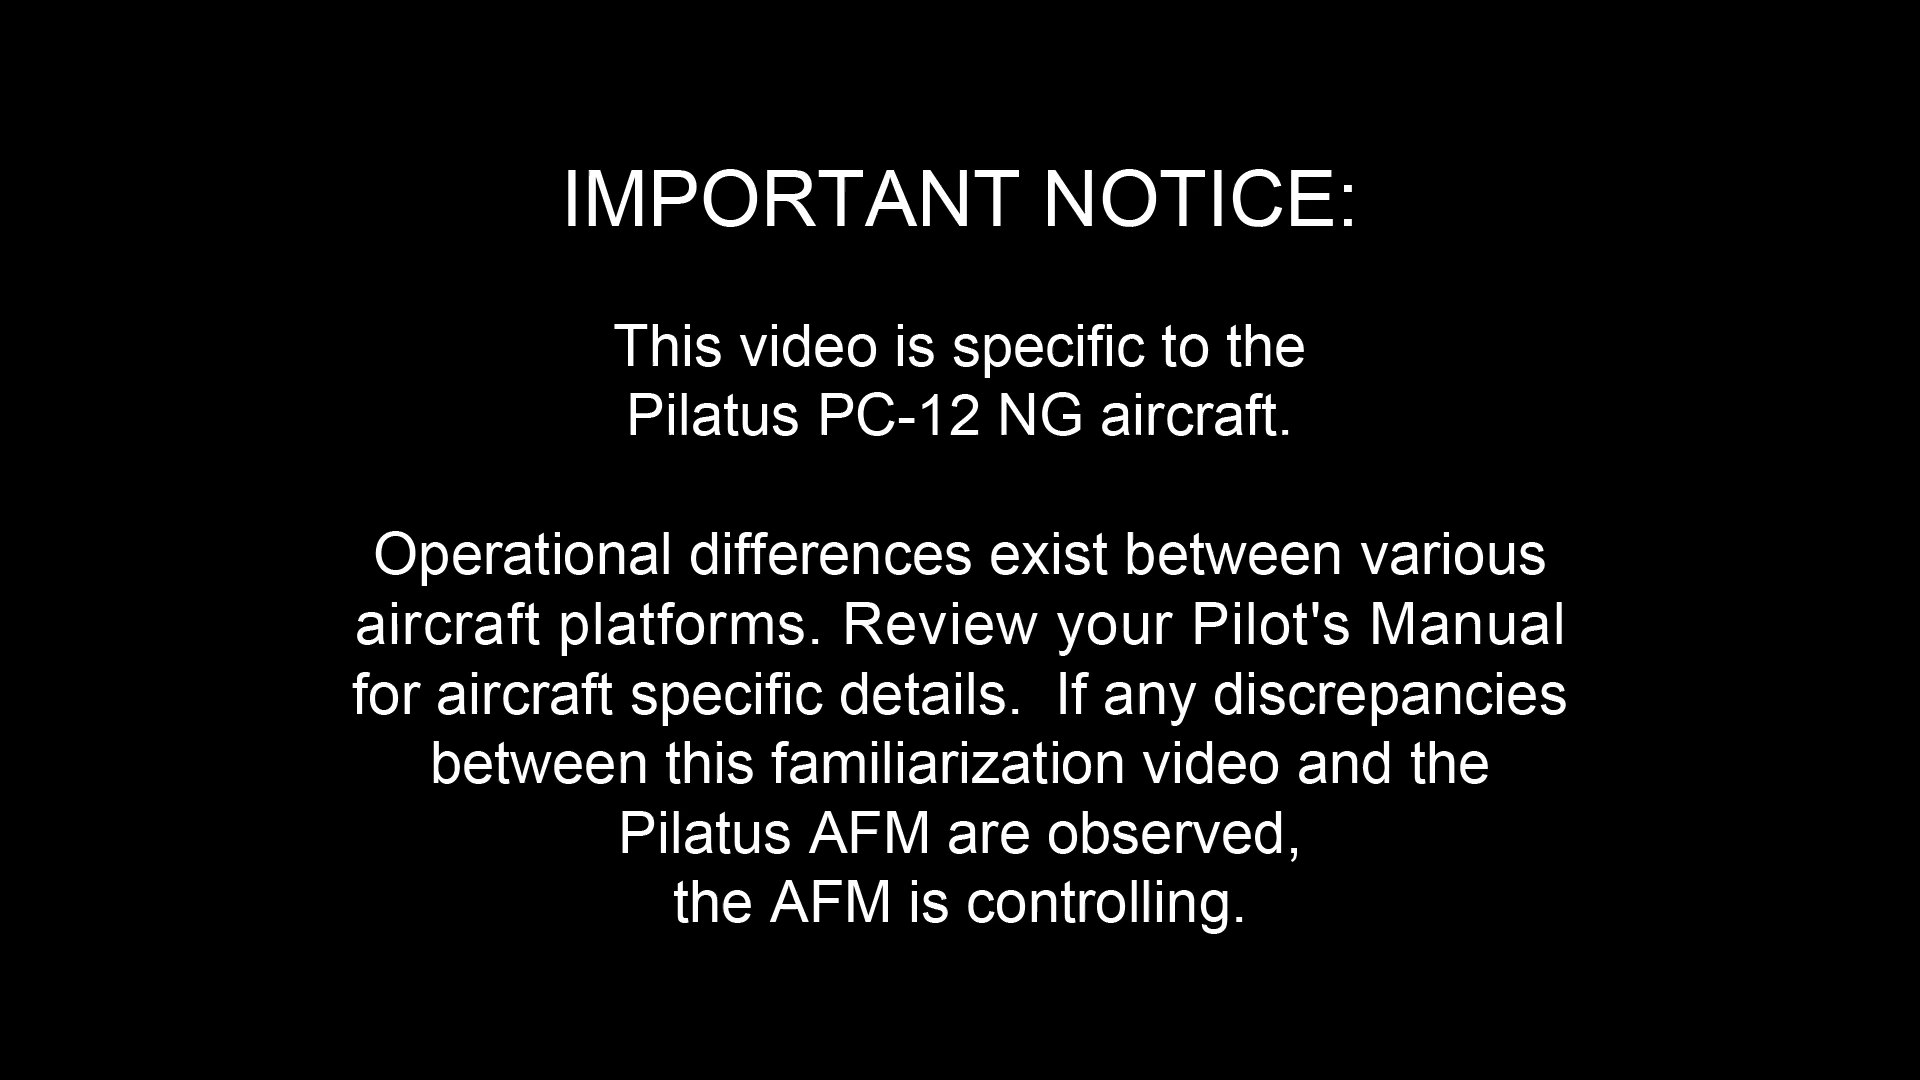 IMPORTANT NOTICE:
This video is specific to the
Pilatus PC-12 NG aircraft.
Operational differences exist between various
aircraft platforms. Review your Pilot's Manual
for aircraft specific details.  If any discrepancies
between this familiarization video and the
Pilatus AFM are observed,
the AFM is controlling.